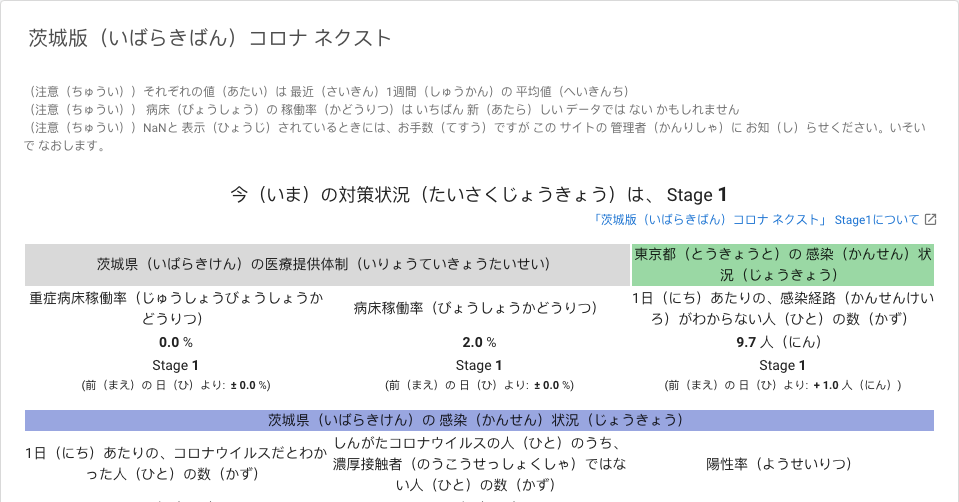 茨城版（いばらきばん）コロナ ネクスト
（注意（ちゅうい））それぞれの値（あたい）は 最近（さいきん）1週間（しゅうかん）の 平均値（へいきんち）
（注意（ちゅうい）） 病床（びょうしょう）の 稼働率（かどうりつ）は いちばん 新（あたら）しい データでは ない かもしれません
（注意（ちゅうい））NaNと 表示（ひょうじ）されているときには、お手数（てすう）ですが この サイトの 管理者（かんりしゃ）に お知（し）らせください。いそい
で なおします。
今（いま）の対策状況（たいさくじょうきょう）は、 Stage 1
「茨城版（いばらきばん）コロナ ネクスト」 Stage1について
茨城県（いばらきけん）の医療提供体制（いりょうていきょうたいせい）
東京都（とうきょうと）の 感染（かんせん）状
況（じょうきょう）
重症病床稼働率（じゅうしょうびょうしょうか
どうりつ）
病床稼働率（びょうしょうかどうりつ）
1日（にち）あたりの、感染経路（かんせんけい
ろ）がわからない人（ひと）の数（かず）
0.0 %
2.0 %
9.7 人（にん）
Stage 1
Stage 1
Stage 1
(前（まえ）の 日（ひ）より: ± 0.0 %)
(前（まえ）の 日（ひ）より: ± 0.0 %)
(前（まえ）の 日（ひ）より: + 1.0 人（にん）)
茨城県（いばらきけん）の 感染（かんせん）状況（じょうきょう）
1日（にち）あたりの、コロナウイルスだとわか
った人（ひと）の数（かず）
しんがたコロナウイルスの人（ひと）のうち、
濃厚接触者（のうこうせっしょくしゃ）ではな
い人（ひと）の数（かず）
陽性率（ようせいりつ）